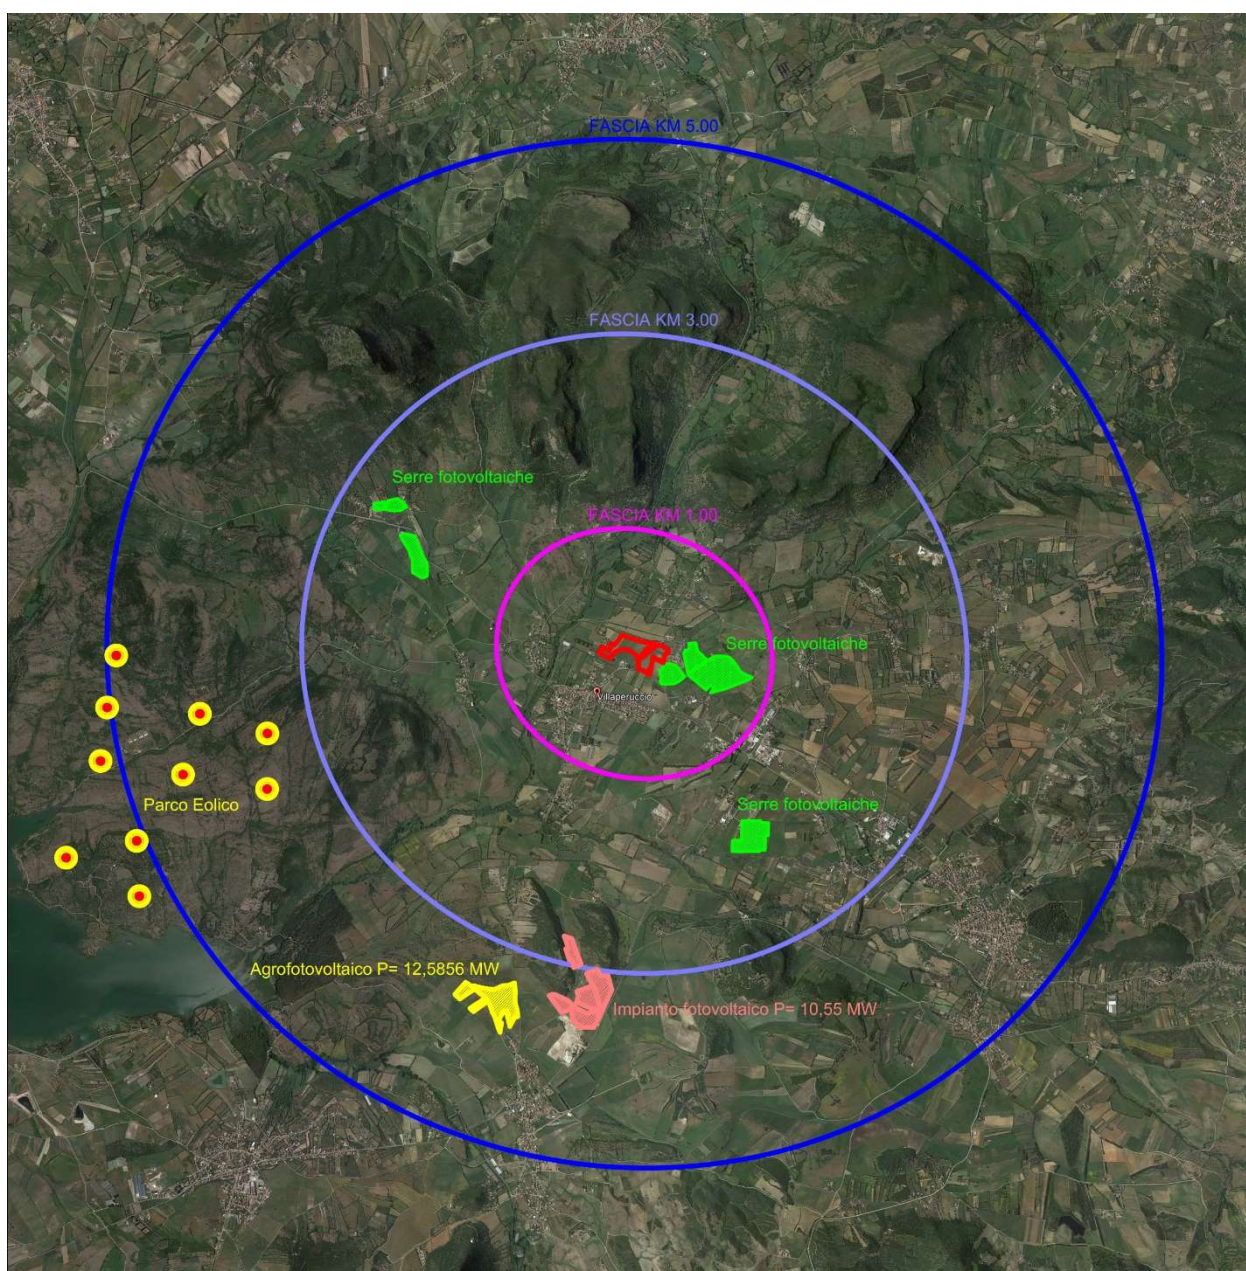 FASCIA KM 5.00
FASCIA KM 3.00
Serre fotovoltaiche
FASCIA KM 1.00
Serre fotovoltaiche
Villaperuccio
Serre fotovoltaiche
Parco Eolico
Agrofotovoltaico P= 12,5856 MW
Impianto fotovoltaico P= 10,55 MW